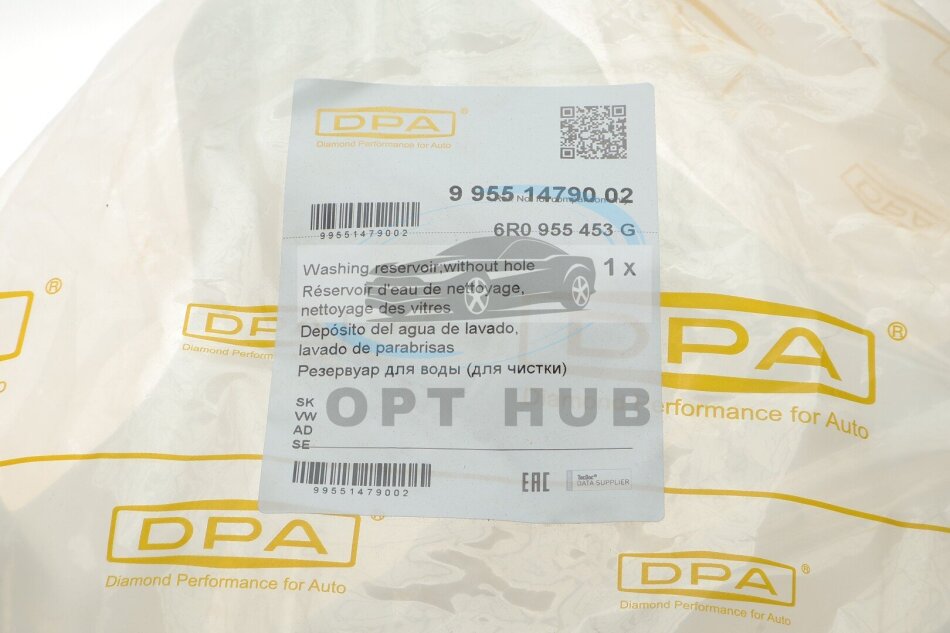 DPA®
Diamond Performance for Auto
9 955 14790 02
99551479002
6R0 955 453 G
Washing reservoir,without hole
1 x
Réservoir d'eau de nettoyage,
nettoyage des vitres
Depósito del agua de lavado,
lavado de parabrisas
Резервуар для воды (для чистки)
SK
VW
AD
SE
OPT HUB
99551479002
EAC
TecDoc®
DATA SUPPLIER
DPA
Diamond Perform
DPA®
Diamond Performance for Auto
DPA®
Diamond Performance for Auto
DPA®
Diamond Performance for Auto
DPA